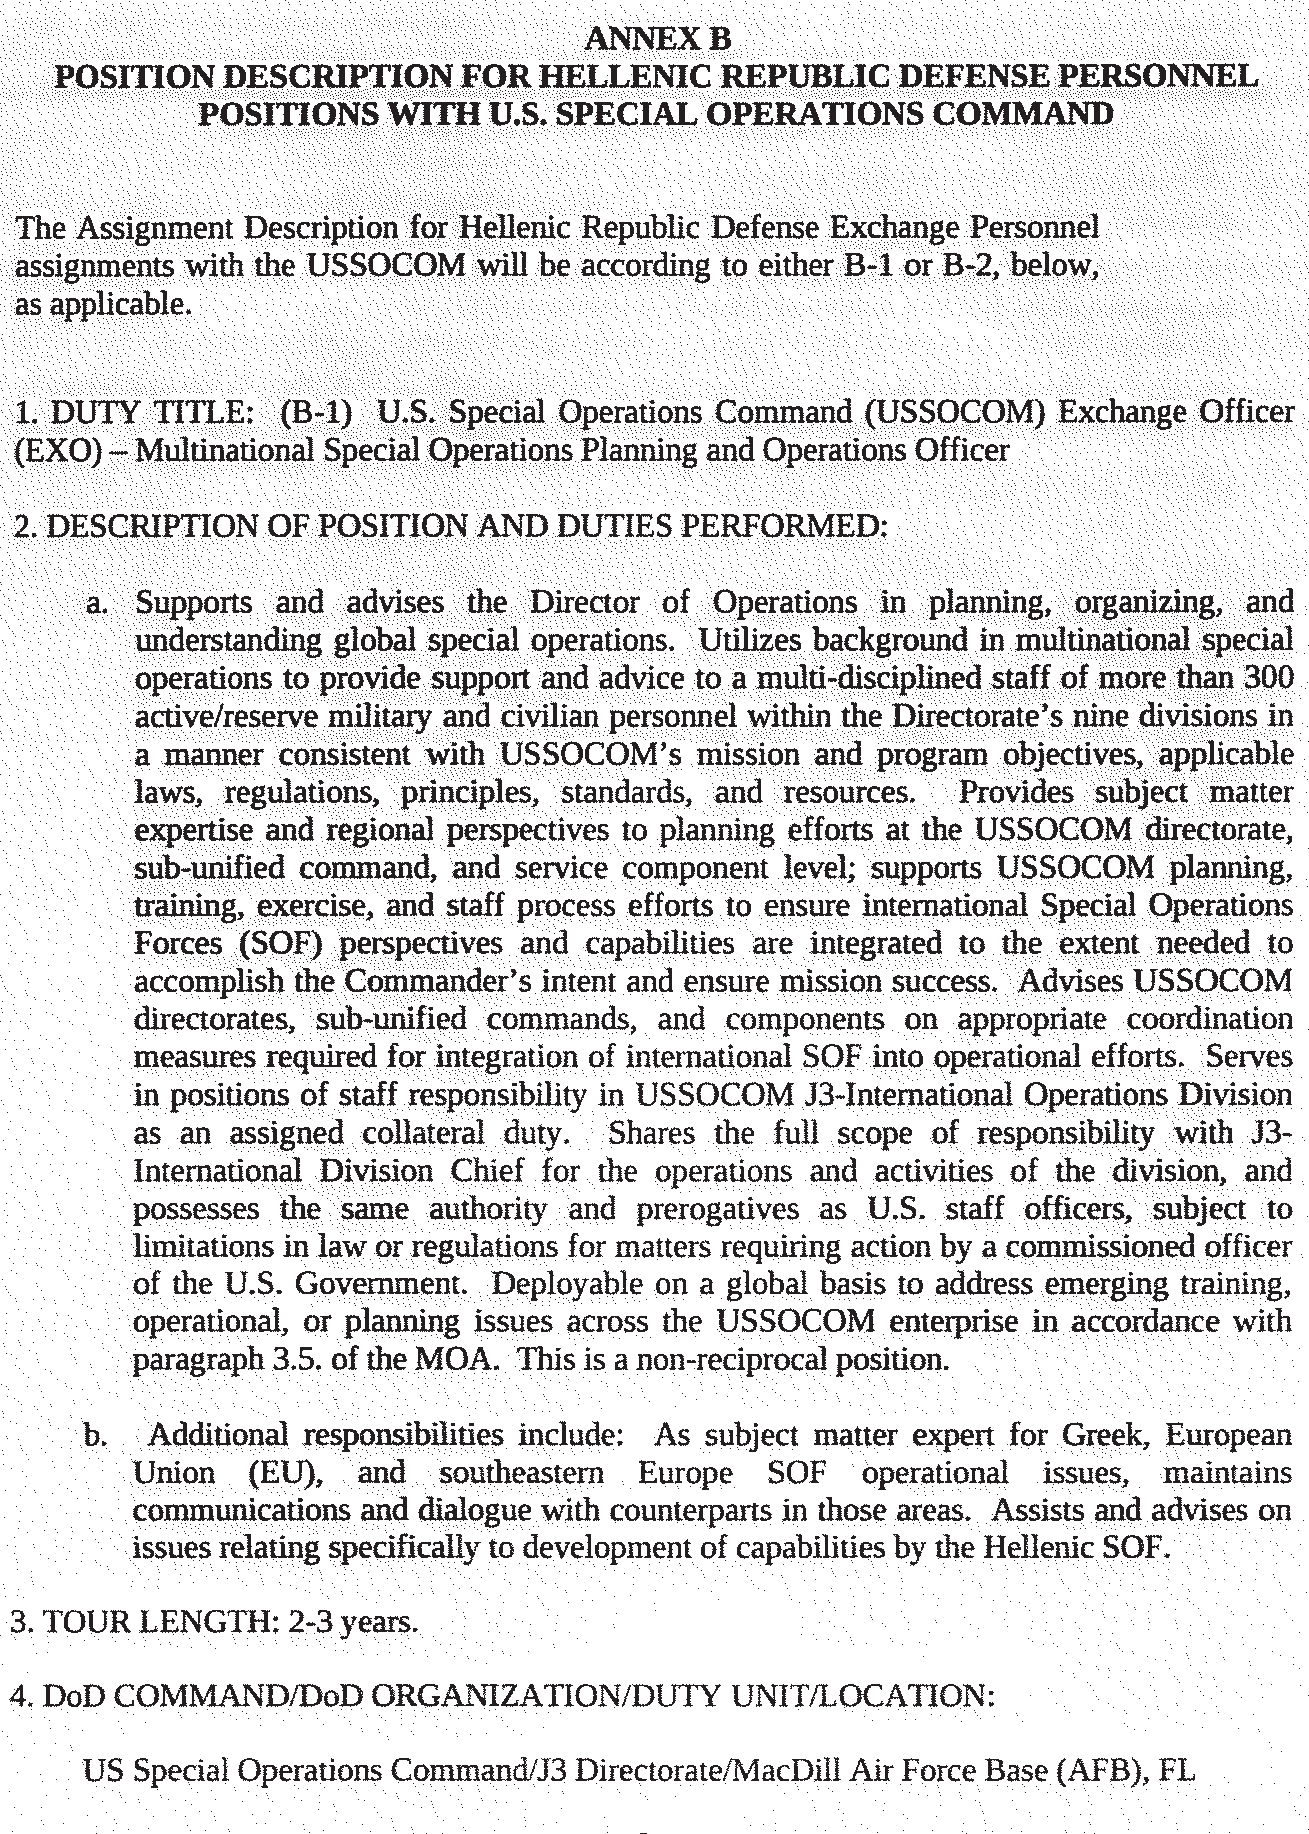 ANNEX B
POSITION DESCRIPTION FOR HELLENIC REPUBLIC DEFENSE PERSONNEL
POSITIONS WITH U.S. SPECIAL OPERATIONS COMMAND
The Assignment Description for Hellenic Republic Defense Exchange Personnel
assignments with the USSOCOM will be according to either B-1 or B-2, below,
as applicable.
1. DUTY TITLE: (B-1) U.S. Special Operations Command (USSOCOM) Exchange Officer
(EXO) – Multinational Special Operations Planning and Operations Officer
2. DESCRIPTION OF POSITION AND DUTIES PERFORMED:
a. Supports and advises the Director of Operations in planning, organizing, and
understanding global special operations. Utilizes background in multinational special
operations to provide support and advice to a multi-disciplined staff of more than 300
active/reserve military and civilian personnel within the Directorate's nine divisions in
a manner consistent with USSOCOM's mission and program objectives, applicable
laws, regulations, principles, standards, and resources. Provides subject matter
expertise and regional perspectives to planning efforts at the USSOCOM directorate,
sub-unified command, and service component level; supports USSOCOM planning,
training, exercise, and staff process efforts to ensure international Special Operations
Forces (SOF) perspectives and capabilities are integrated to the extent needed to
accomplish the Commander's intent and ensure mission success. Advises USSOCOM
directorates, sub-unified commands, and components on appropriate coordination
measures required for integration of international SOF into operational efforts. Serves
in positions of staff responsibility in USSOCOM J3-International Operations Division
as an assigned collateral duty. Shares the full scope of responsibility with J3-
International Division Chief for the operations and activities of the division, and
possesses the same authority and prerogatives as U.S. staff officers, subject to
limitations in law or regulations for matters requiring action by a commissioned officer
of the U.S. Government. Deployable on a global basis to address emerging training,
operational, or planning issues across the USSOCOM enterprise in accordance with
paragraph 3.5. of the MOA. This is a non-reciprocal position.
b. Additional responsibilities include: As subject matter expert for Greek, European
Union (EU), and southeastern Europe SOF operational issues, maintains
communications and dialogue with counterparts in those areas. Assists and advises on
issues relating specifically to development of capabilities by the Hellenic SOF.
3. TOUR LENGTH: 2-3 years.
4. DoD COMMAND/DoD ORGANIZATION/DUTY UNIT/LOCATION:
US Special Operations Command/J3 Directorate/MacDill Air Force Base (AFB), FL